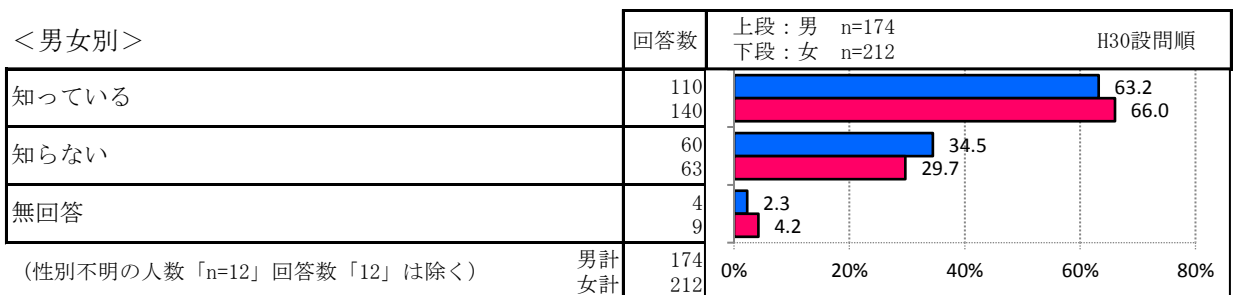 ＜男女別＞
回答数
上段：男　n=174
下段：女　n=212
H30設問順
知っている
110
140
63.2
66.0
知らない
60
63
34.5
29.7
無回答
4
9
2.3
4.2
（性別不明の人数「n=12」回答数「12」は除く）
男計 174
女計 212
0% 20% 40% 60% 80%